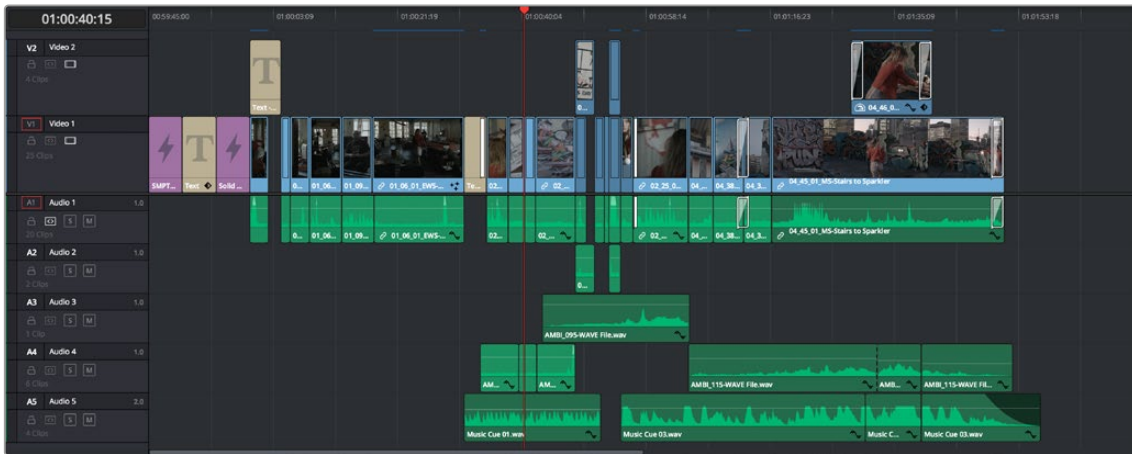 01:00:40:15
00:59:45:00
01:00:03:09
01:00:21:19
01:00:40:04
01:00:58:14
01:01:16:23
01:01:35:09
01:01:53:18
V2 Video 2
4 Clips
T
Text -...
0...
04_46_0...
V1 Video 1
25 Clips
SMPT...
T
Text
Solid ...
0...
01_06...
01_09...
01_06_01_EWS-...
Te...
02...
02_...
02_25_0...
04_...
04_38...
04_3...
04_45_01_MS-Stairs to Sparkler
A1 Audio 1 1.0
S M
20 Clips
0...
01_06...
01_09...
01_06_01_EWS-...
02...
02_...
02_...
04_...
04_38...
04_3...
04_45_01_MS-Stairs to Sparkler
A2 Audio 2 1.0
S M
2 Clips
0...
A3 Audio 3 1.0
S M
1 Clip
AMBI_095-WAVE File.wav
A4 Audio 4 1.0
S M
6 Clips
AM...
AM...
AMBI_115-WAVE File.wav
AMB...
AMBI_115-WAVE Fil...
A5 Audio 5 2.0
S M
4 Clips
Music Cue 01.wav
Music Cue 03.wav
Music C...
Music Cue 03.wav